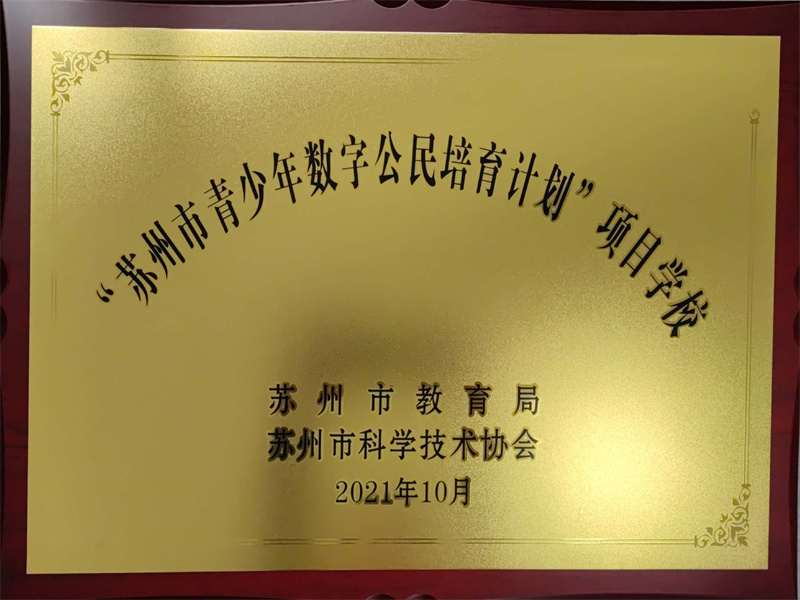 “苏州市青少年数字公民培育计划”项目学校
苏州市教育局
苏州市科学技术协会
2021年10月